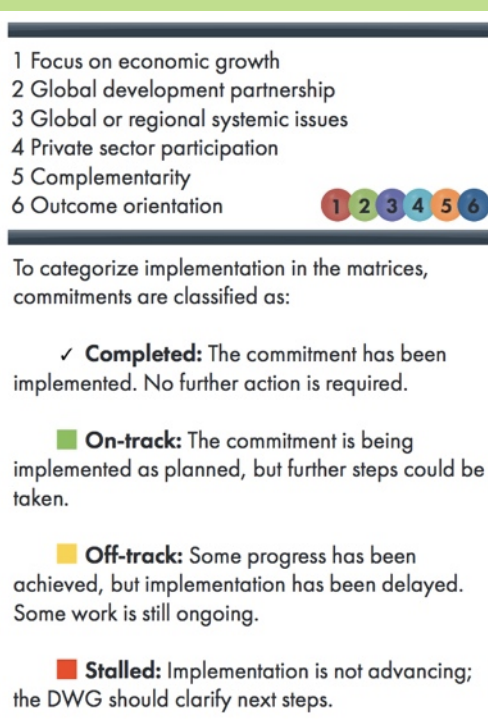 1 Focus on economic growth
2 Global development partnership
3 Global or regional systemic issues
4 Private sector participation
5 Complementarity
6 Outcome orientation
1 2 3 4 5 6
To categorize implementation in the matrices,
commitments are classified as:
✓ Completed: The commitment has been
implemented. No further action is required.
On-track: The commitment is being
implemented as planned, but further steps could be
taken.
Off-track: Some progress has been
achieved, but implementation has been delayed.
Some work is still ongoing.
Stalled: Implementation is not advancing;
the DWG should clarify next steps.